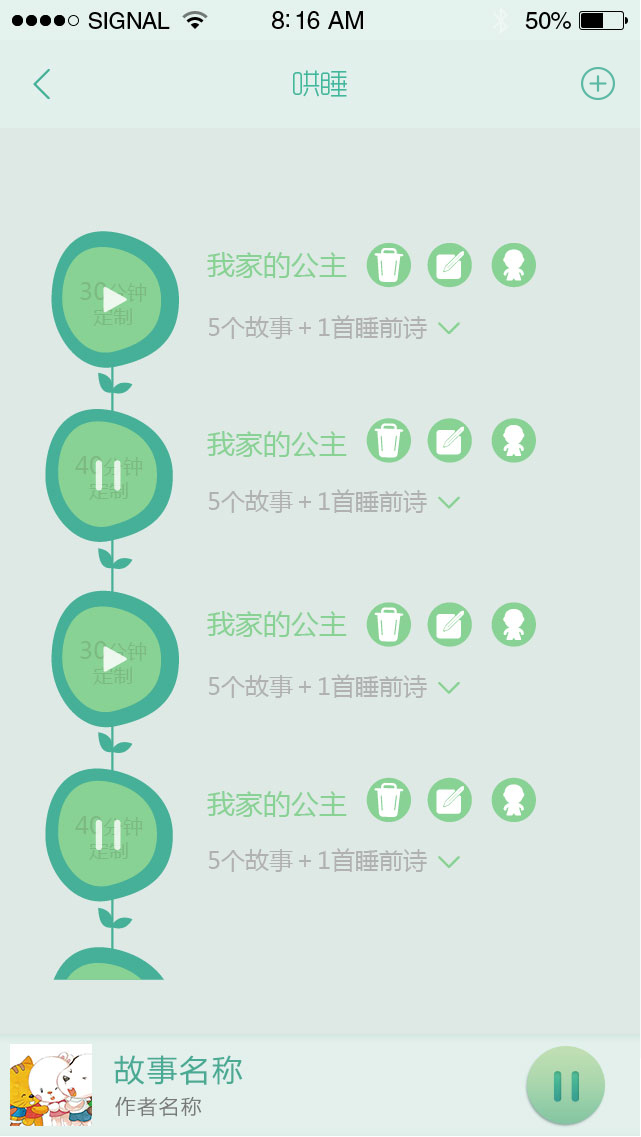 SIGNAL 8:16 AM 50%
哄睡
我家的公主
30分钟
定制
5个故事+1首睡前诗
我家的公主
40分钟
定制
5个故事+1首睡前诗
我家的公主
30分钟
定制
5个故事+1首睡前诗
我家的公主
40分钟
定制
5个故事+1首睡前诗
故事名称
作者名称